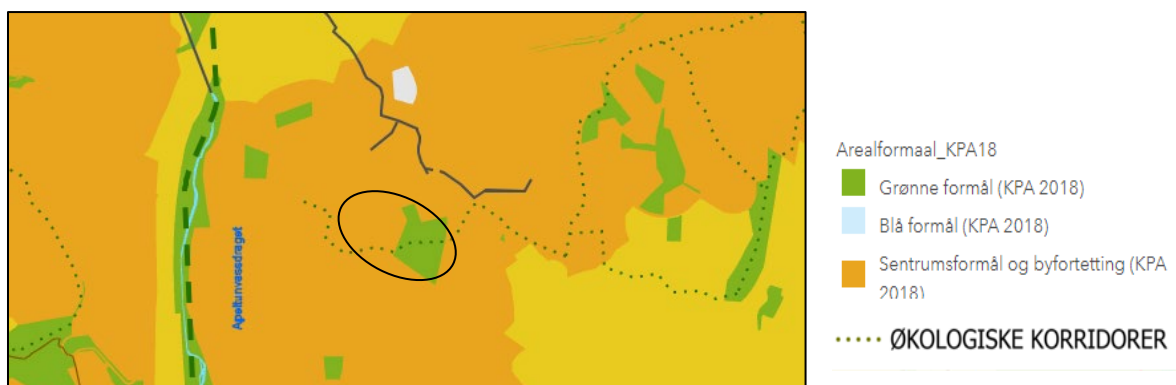 Apeltunvassdraget
Arealformaal_KPA18
Grønne formål (KPA 2018)
Blå formål (KPA 2018)
Sentrumsformål og byfortetting (KPA
2018)
ØKOLOGISKE KORRIDORER